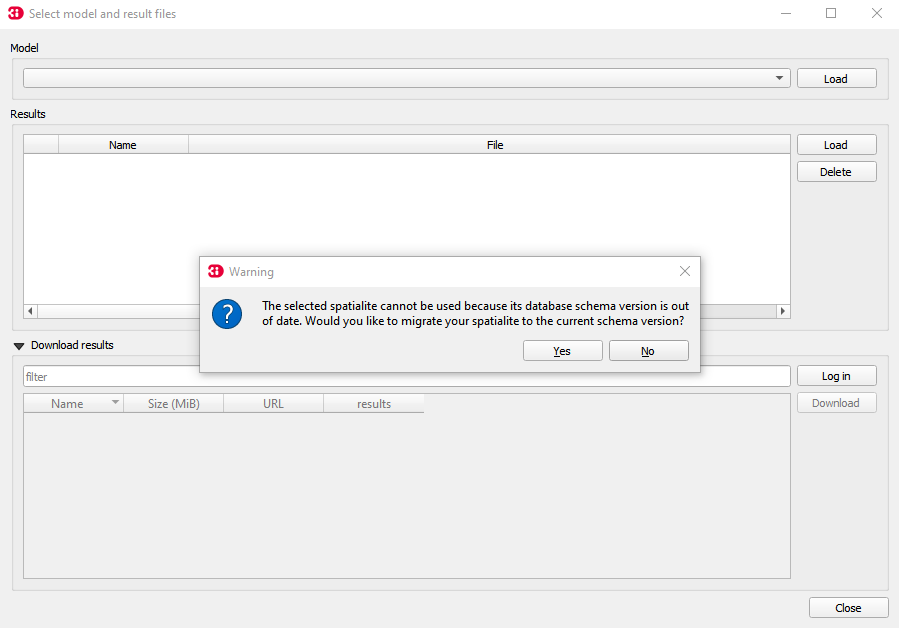 Select model and result files
Model
Load
Results
Name File
Load
Delete
Warning
The selected spatialite cannot be used because its database schema version is out
of date. Would you like to migrate your spatialite to the current schema version?
Yes No
Download results
filter
Log in
Name Size (MiB) URL results
Download
Close